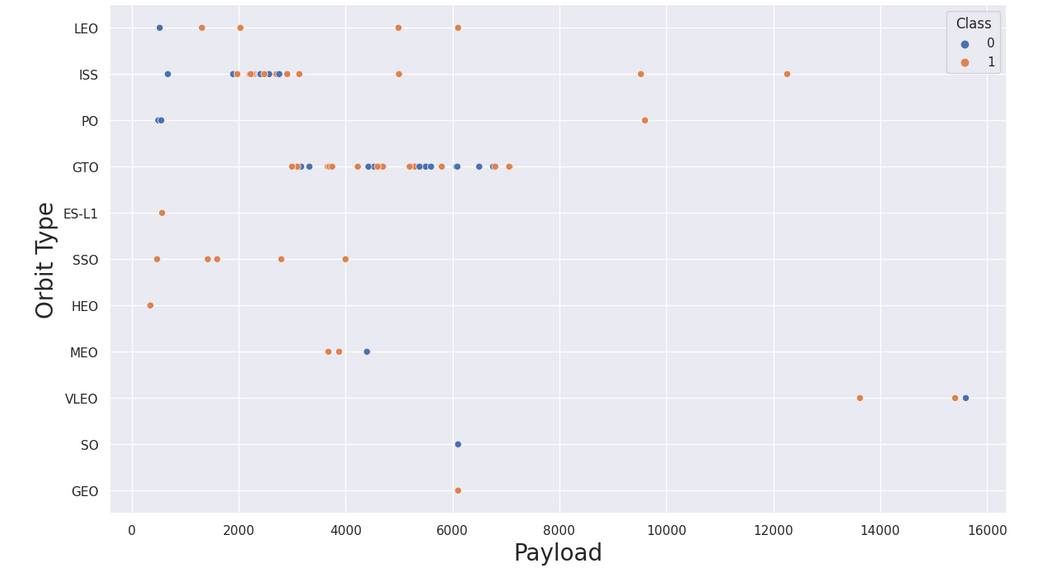 Class
0
1
LEO
ISS
PO
GTO
ES-L1
SSO
HEO
MEO
VLEO
SO
GEO
Orbit Type
0 2000 4000 6000 8000 10000 12000 14000 16000
Payload